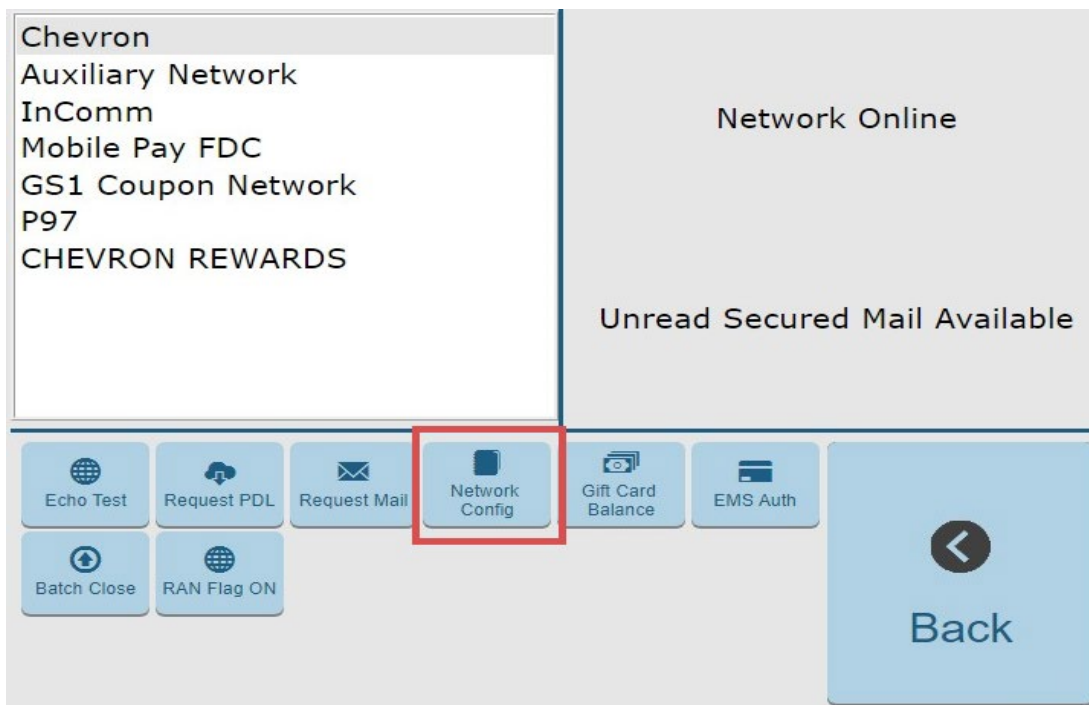 Chevron
Auxiliary Network
InComm
Mobile Pay FDC
GS1 Coupon Network
P97
CHEVRON REWARDS
Network Online
Unread Secured Mail Available
Echo Test
Request PDL
Request Mail
Network
Config
Gift Card
Balance
EMS Auth
Batch Close
RAN Flag ON
Back